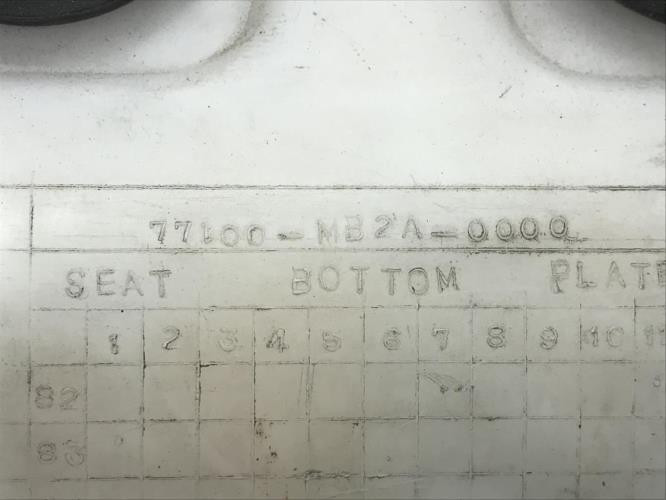 77100-MB2A-0000
SEAT BOTTOM PLATE
1 2 3 4 5 6 7 8 9 10
82
83